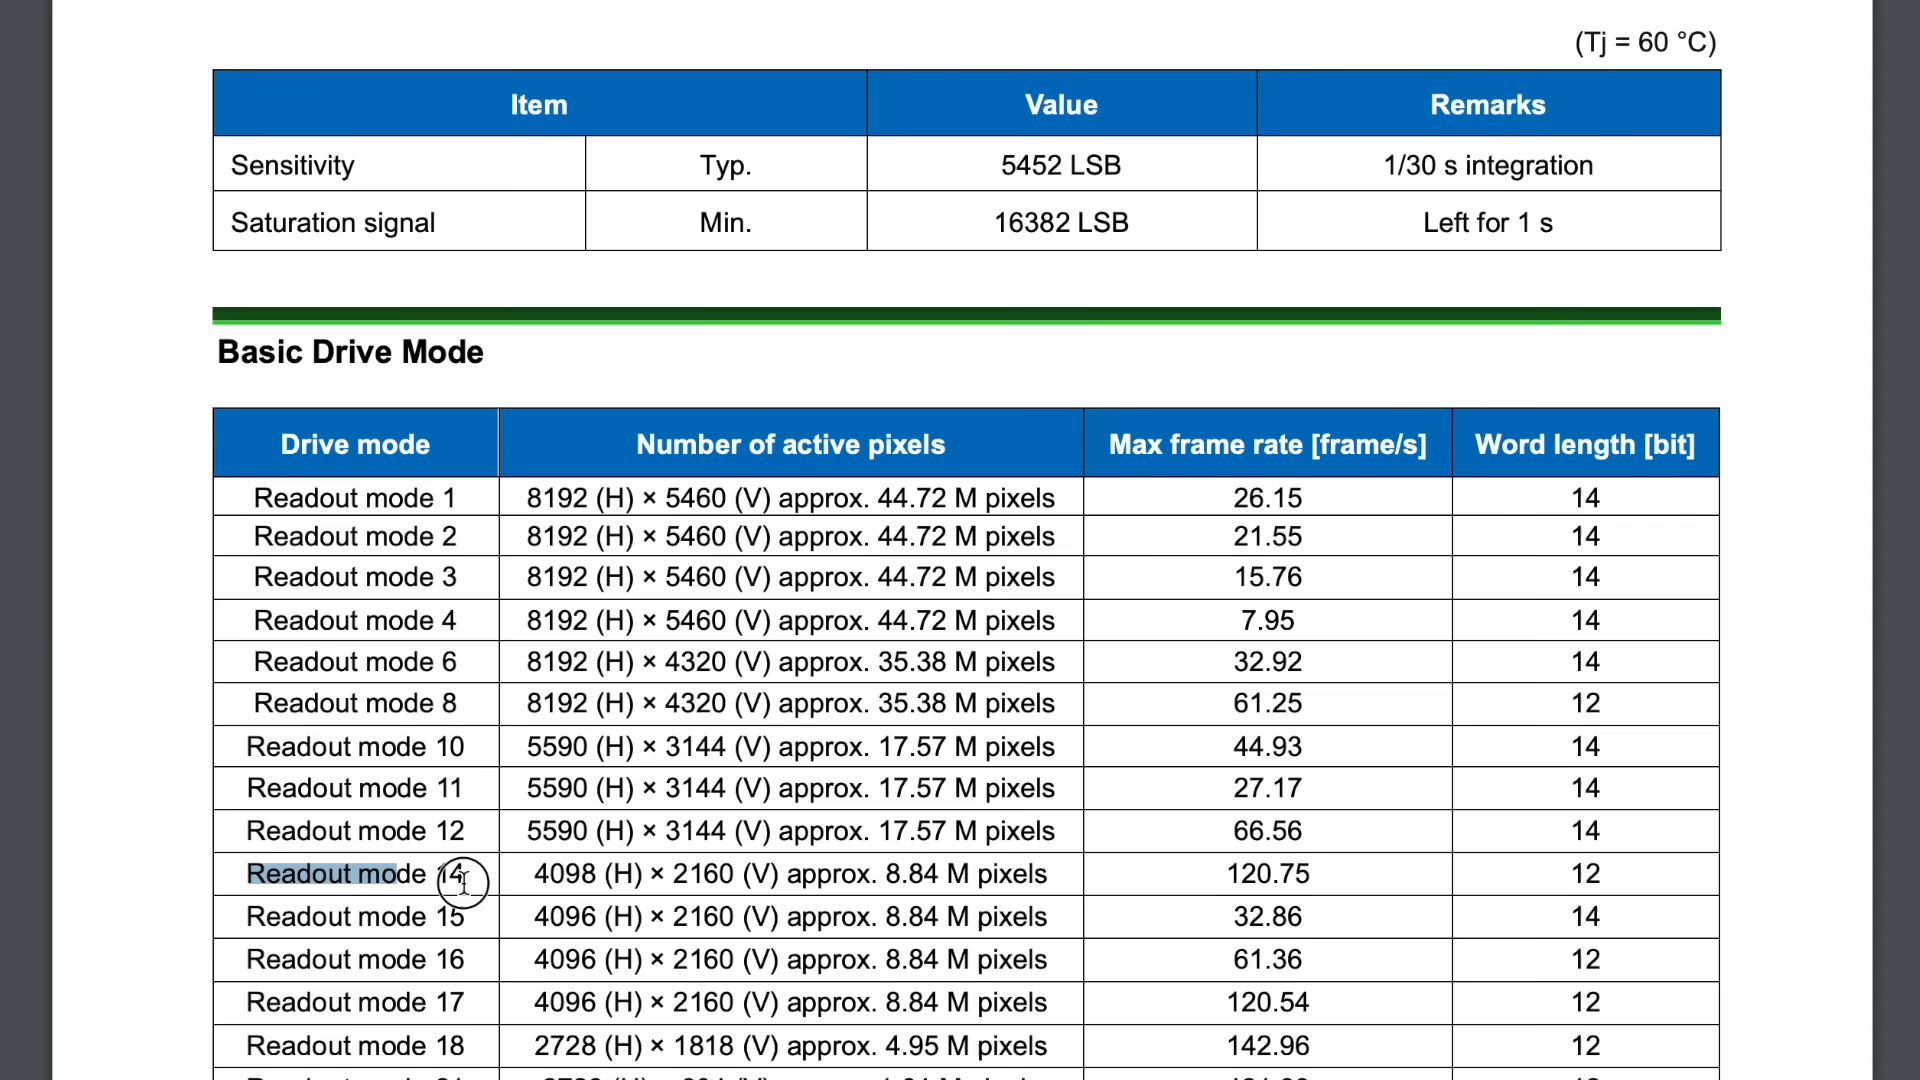 (Tj = 60 °C)
Item Value Remarks
Sensitivity Typ. 5452 LSB 1/30 s integration
Saturation signal Min. 16382 LSB Left for 1 s
Basic Drive Mode
Drive mode Number of active pixels Max frame rate [frame/s] Word length [bit]
Readout mode 1 8192 (H) × 5460 (V) approx. 44.72 M pixels 26.15 14
Readout mode 2 8192 (H) × 5460 (V) approx. 44.72 M pixels 21.55 14
Readout mode 3 8192 (H) × 5460 (V) approx. 44.72 M pixels 15.76 14
Readout mode 4 8192 (H) × 5460 (V) approx. 44.72 M pixels 7.95 14
Readout mode 6 8192 (H) × 4320 (V) approx. 35.38 M pixels 32.92 14
Readout mode 8 8192 (H) × 4320 (V) approx. 35.38 M pixels 61.25 12
Readout mode 10 5590 (H) × 3144 (V) approx. 17.57 M pixels 44.93 14
Readout mode 11 5590 (H) × 3144 (V) approx. 17.57 M pixels 27.17 14
Readout mode 12 5590 (H) × 3144 (V) approx. 17.57 M pixels 66.56 14
Readout mode 14 4098 (H) × 2160 (V) approx. 8.84 M pixels 120.75 12
Readout mode 15 4096 (H) × 2160 (V) approx. 8.84 M pixels 32.86 14
Readout mode 16 4096 (H) × 2160 (V) approx. 8.84 M pixels 61.36 12
Readout mode 17 4096 (H) × 2160 (V) approx. 8.84 M pixels 120.54 12
Readout mode 18 2728 (H) × 1818 (V) approx. 4.95 M pixels 142.96 12